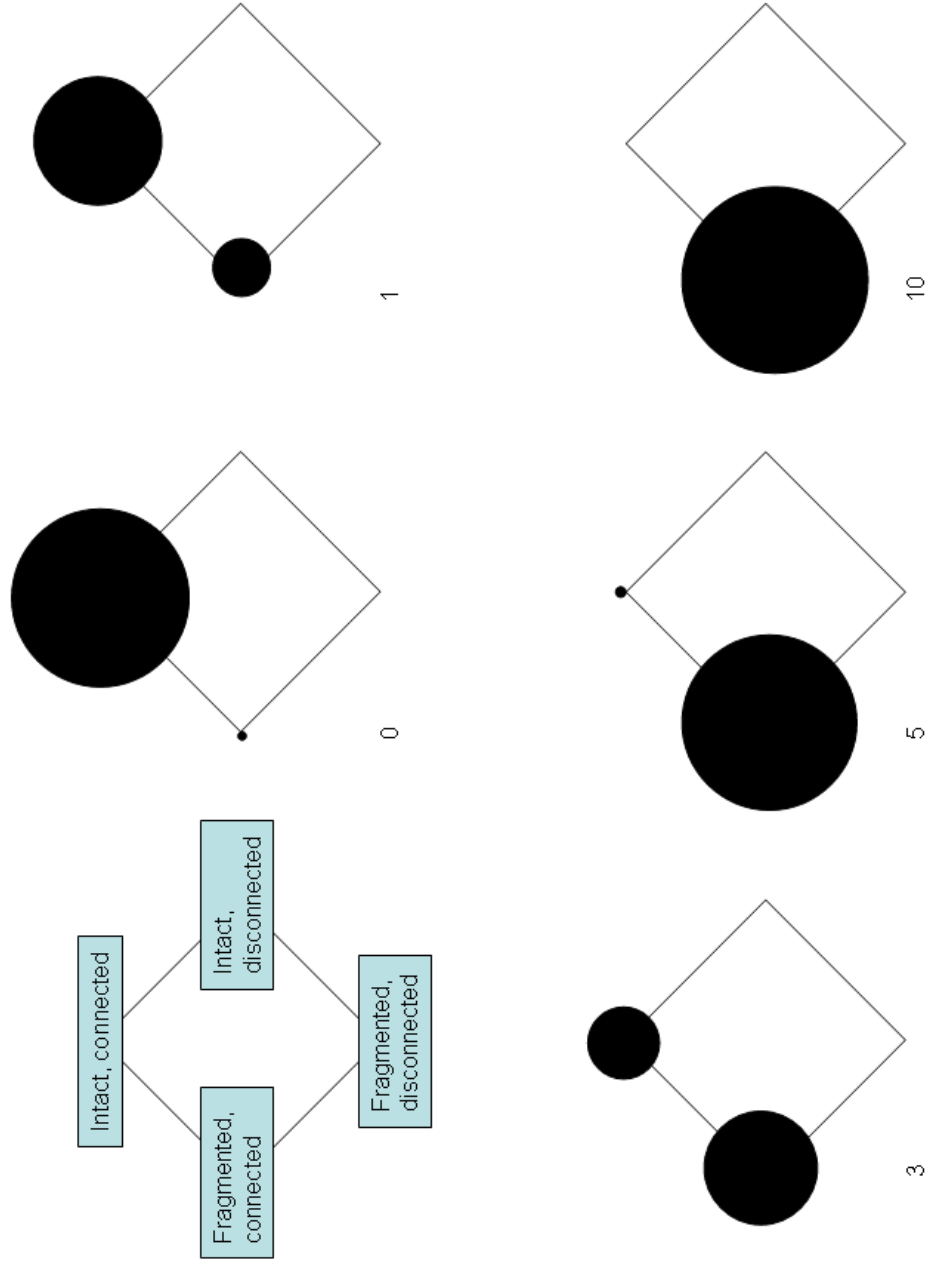 Intact, connected
Fragmented,
connected
Intact,
disconnected
Fragmented,
disconnected
0
1
3
5
10